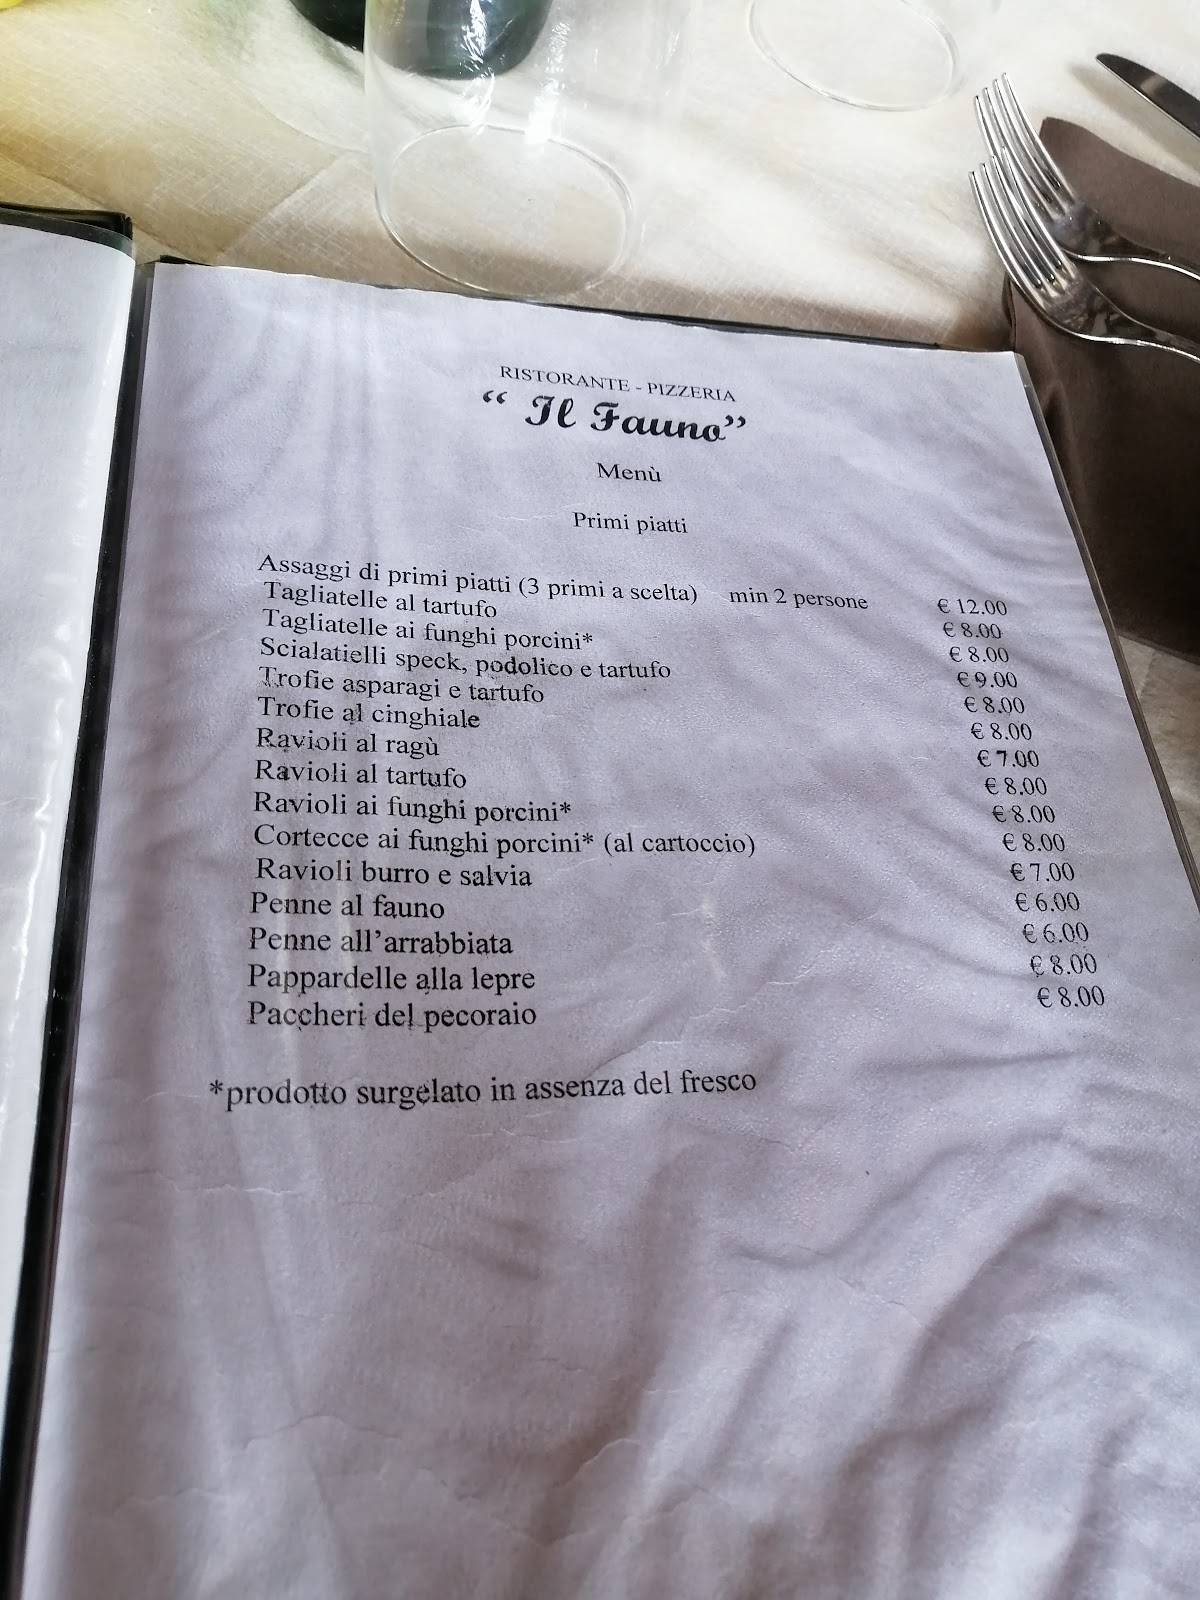 RISTORANTE - PIZZERIA
“ Il Fauno”
Menù
Primi piatti
Assaggi di primi piatti (3 primi a scelta) min 2 persone € 12.00
Tagliatelle al tartufo € 8.00
Tagliatelle ai funghi porcini* € 8.00
Scialatielli speck, podolico e tartufo € 9.00
Trofie asparagi e tartufo € 8.00
Trofie al cinghiale € 8.00
Ravioli al ragù € 7.00
Ravioli al tartufo € 8.00
Ravioli ai funghi porcini* € 8.00
Cortecce ai funghi porcini* (al cartoccio) € 8.00
Ravioli burro e salvia € 7.00
Penne al fauno € 6.00
Penne all’arrabbiata € 6.00
Pappardelle alla lepre € 8.00
Paccheri del pecoraio € 8.00
*prodotto surgelato in assenza del fresco